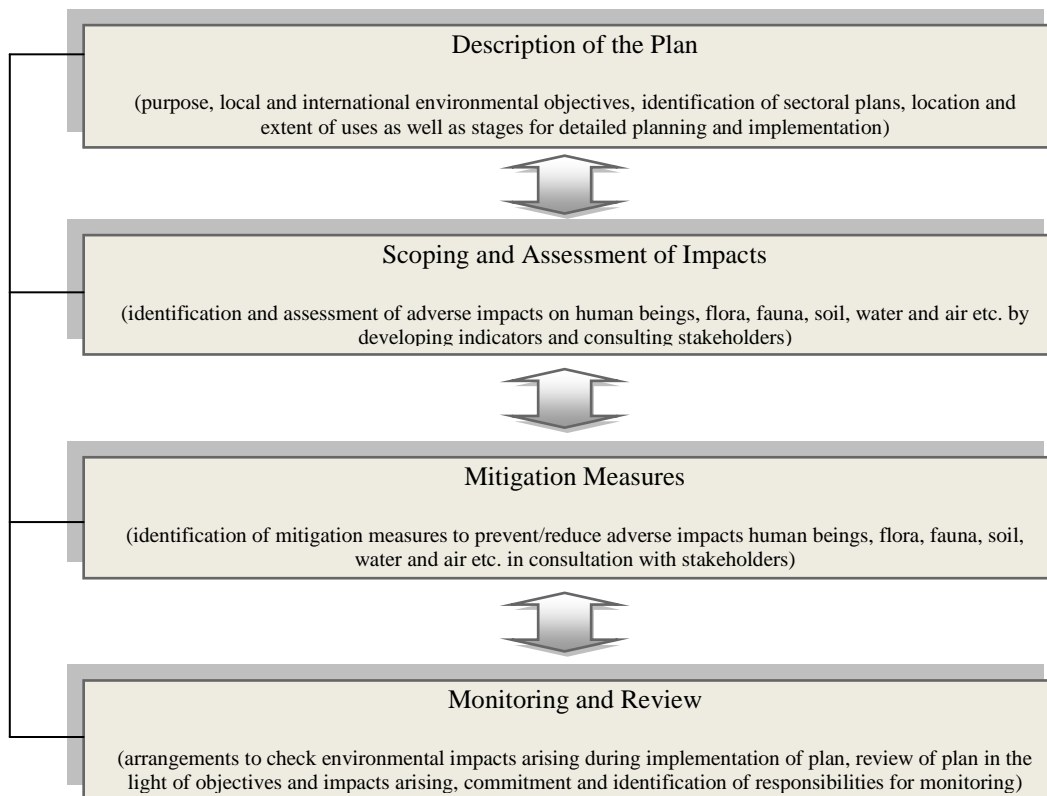 Description of the Plan
(purpose, local and international environmental objectives, identification of sectoral plans, location and
extent of uses as well as stages for detailed planning and implementation)
Scoping and Assessment of Impacts
(identification and assessment of adverse impacts on human beings, flora, fauna, soil, water and air etc. by
developing indicators and consulting stakeholders)
Mitigation Measures
(identification of mitigation measures to prevent/reduce adverse impacts human beings, flora, fauna, soil,
water and air etc. in consultation with stakeholders)
Monitoring and Review
(arrangements to check environmental impacts arising during implementation of plan, review of plan in the
light of objectives and impacts arising, commitment and identification of responsibilities for monitoring)